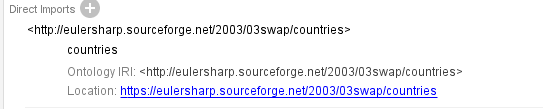 Direct Imports
<http://eulersharp.sourceforge.net/2003/03swap/countries>
countries
Ontology IRI: <http://eulersharp.sourceforge.net/2003/03swap/countries>
Location: https://eulersharp.sourceforge.net/2003/03swap/countries